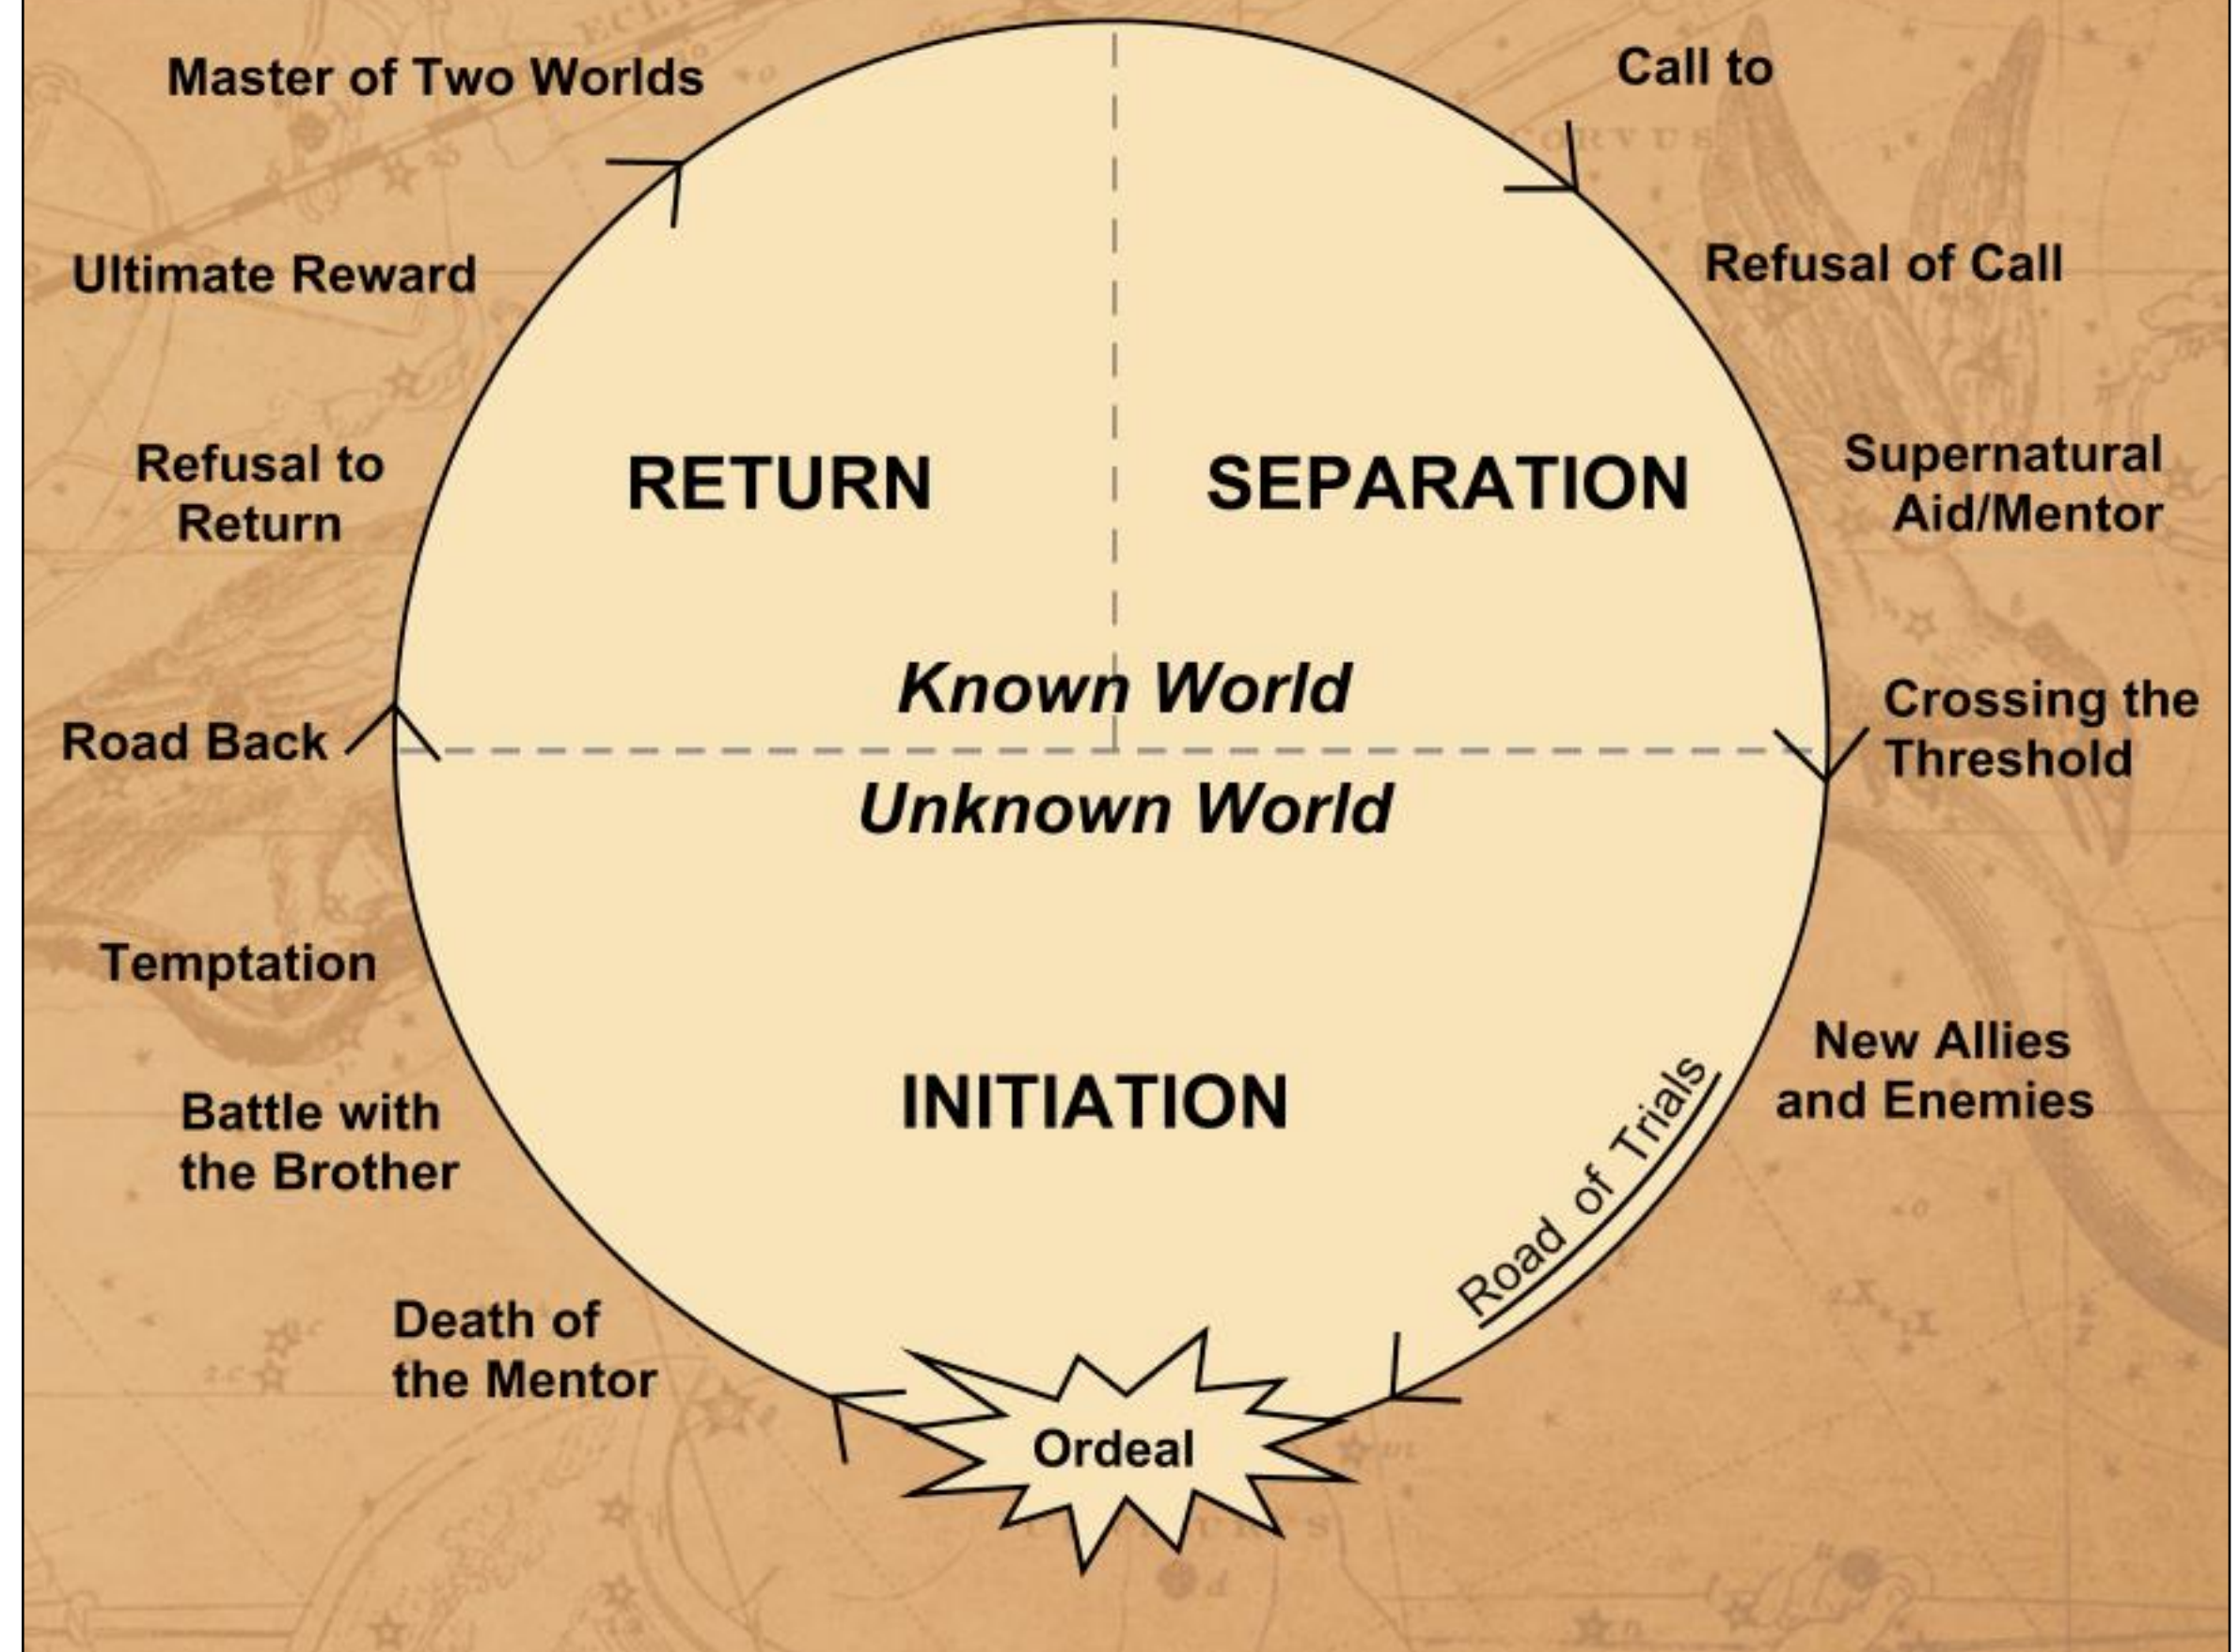 Master of Two Worlds
Call to
CORVUS
Ultimate Reward
Refusal of Call
RETURN
SEPARATION
Refusal to
Return
Supernatural
Aid/Mentor
Known World
Unknown World
Road Back
Crossing the
Threshold
Temptation
New Allies
and Enemies
INITIATION
Road of Trials
Battle with
the Brother
Death of
the Mentor
Ordeal